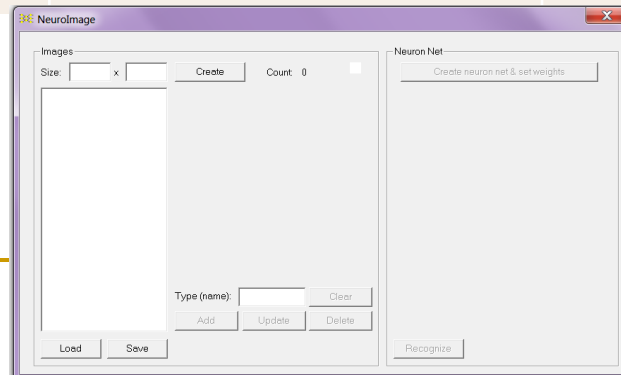 NeuroImage
X
Images
Size: x Create Count: 0
Type (name): Clear
Add Update Delete
Load Save
Neuron Net
Create neuron net & set weights
Recognize